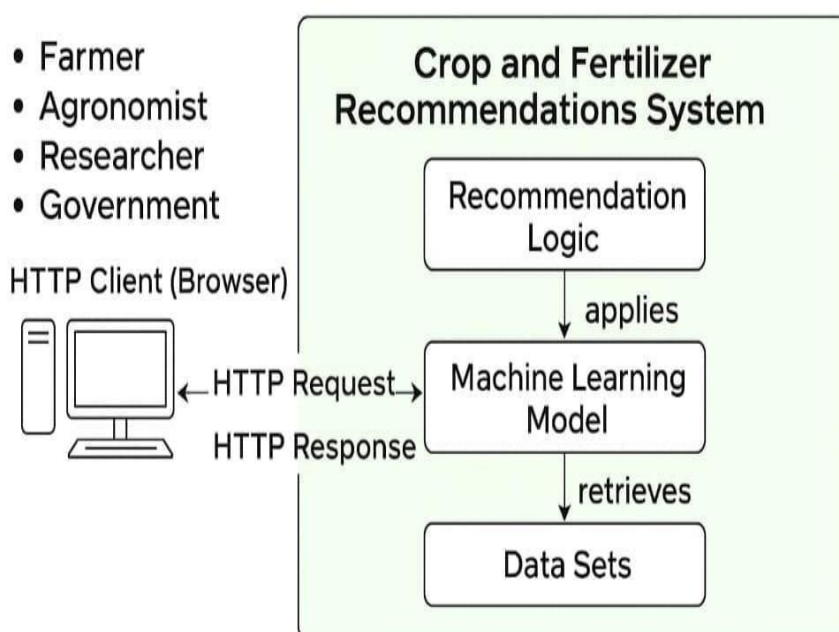 • Farmer
• Agronomist
• Researcher
• Government
HTTP Client (Browser)
Crop and Fertilizer
Recommendations System
Recommendation
Logic
applies
HTTP Request
HTTP Response
Machine Learning
Model
retrieves
Data Sets